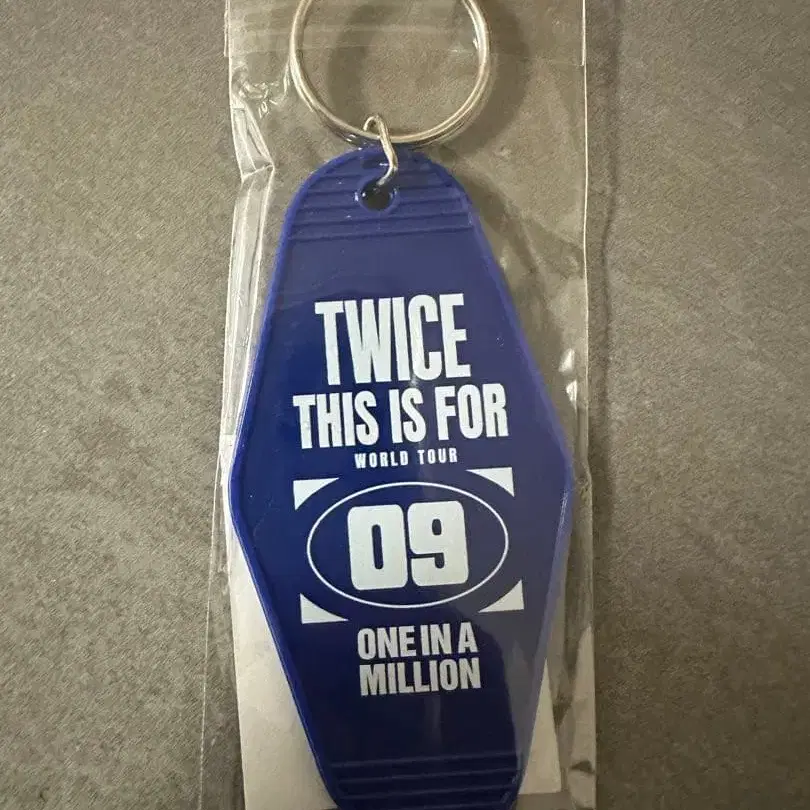 TWICE
THIS IS FOR
WORLD TOUR
09
ONE IN A
MILLION